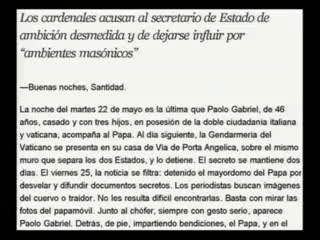 Los cardenales acusan al secretario de Estado de
ambición desmedida y de dejarse influir por
“ambientes masónicos”
—Buenas noches, Santidad.
La noche del martes 22 de mayo es la última que Paolo Gabriel, de 46
años, casado y con tres hijos, en posesión de la doble ciudadanía italiana
y vaticana, acompaña al Papa. Al día siguiente, la Gendarmería del
Vaticano se presenta en su casa de Via de Porta Angelica, sobre el mismo
muro que separa los dos Estados, y lo detiene. El secreto se mantiene dos
días. El viernes 25, la noticia se filtra: detenido el mayordomo del Papa por
desvelar y difundir documentos secretos. Los periodistas buscan imágenes
del cuervo o traidor. No les resulta difícil encontrarlas. Basta con mirar las
fotos del papamóvil. Junto al chófer, siempre con gesto serio, aparece
Paolo Gabriel. Detrás, de pie, impartiendo bendiciones, el Papa, y en el